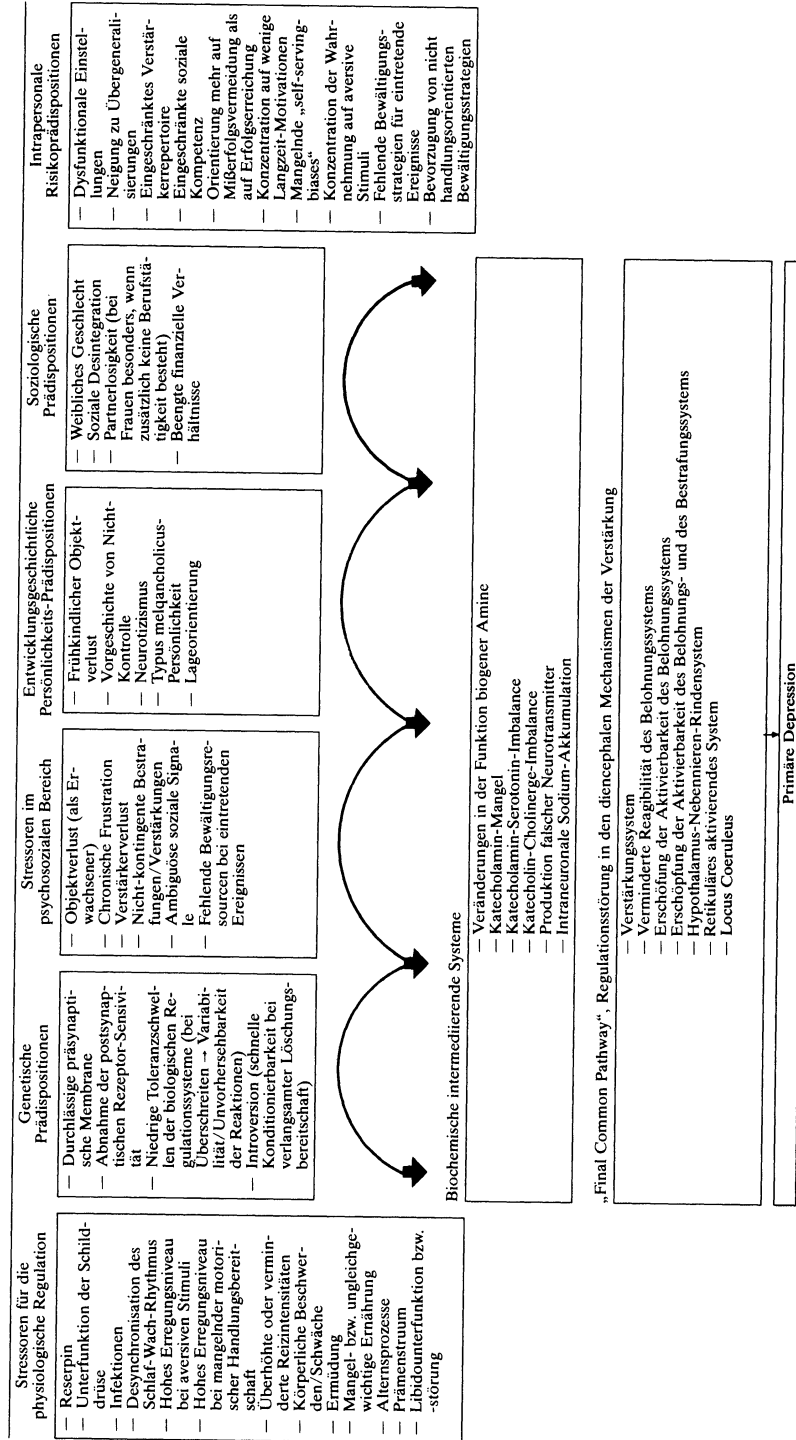 Stressoren für die
physiologische Regulation
— Reserpin
— Unterfunktion der Schild-
drüse
— Infektionen
— Desynchronisation des
Schlaf-Wach-Rhythmus
— Hohes Erregungsniveau
bei aversiven Stimuli
— Hohes Erregungsniveau
bei mangelnder motori-
scher Handlungsbereit-
schaft
— Überhöhte oder vermin-
derte Reizintensitäten
— Körperliche Beschwer-
den/Schwäche
— Ermüdung
— Mangel- bzw. ungleichge-
wichtige Ernährung
— Alternsprozesse
— Prämenstruum
— Libidounterfunktion bzw.
-störung
Genetische
Prädispositionen
— Durchlässige präsynapti-
sche Membrane
— Abnahme der postsynap-
tischen Rezeptor-Sensivi-
tät
— Niedrige Toleranzschwel-
len der biologischen Re-
gulationssysteme (bei
Überschreiten → Variabi-
lität/Unvorhersehbarkeit
der Reaktionen)
— Introversion (schnelle
Konditionierbarkeit bei
verlangsamter Löschungs-
bereitschaft)
Stressoren im
psychosozialen Bereich
— Objektverlust (als Er-
wachsener)
— Chronische Frustration
— Verstärkerverlust
— Nicht-kontingente Bestra-
fungen/Verstärkungen
— Ambiguöse soziale Signa-
le
— Fehlende Bewältigungsre-
sourcen bei eintretenden
Ereignissen
Entwicklungsgeschichtliche
Persönlichkeits-Prädispositionen
— Frühkindlicher Objekt-
verlust
— Vorgeschichte von Nicht-
Kontrolle
— Neurotizismus
— Typus melqancholicus-
Persönlichkeit
— Lageorientierung
Soziologische
Prädispositionen
— Weibliches Geschlecht
— Soziale Desintegration
— Partnerlosigkeit (bei
Frauen besonders, wenn
zusätzlich keine Berufstä-
tigkeit besteht)
— Beengte finanzielle Ver-
hältnisse
Intrapersonale
Risikoprädispositionen
— Dysfunktionale Einstel-
lungen
— Neigung zu Übergenerali-
sierungen
— Eingeschränktes Verstär-
kerrepertoire
— Eingeschränkte soziale
Kompetenz
— Orientierung mehr auf
Mißerfolgsvermeidung als
auf Erfolgserreichung
— Konzentration auf wenige
Langzeit-Motivationen
— Mangelnde „self-serving-
biases“
— Konzentration der Wahr-
nehmung auf aversive
Stimuli
— Fehlende Bewältigungs-
strategien für eintretende
Ereignisse
— Bevorzugung von nicht
handlungsorientierten
Bewältigungsstrategien
Biochemische intermediierende Systeme
— Veränderungen in der Funktion biogener Amine
— Katecholamin-Mangel
— Katecholamin-Serotonin-Imbalance
— Katecholin-Cholinerge-Imbalance
— Produktion falscher Neurotransmitter
— Intraneuronale Sodium-Akkumulation
„Final Common Pathway“, Regulationsstörung in den diencephalen Mechanismen der Verstärkung
— Verstärkungssystem
— Verminderte Reagibilität des Belohnungssystems
— Erschöfung der Aktivierbarkeit des Belohnungssystems
— Erschöpfung der Aktivierbarkeit des Belohnungs- und des Bestrafungssystems
— Hypothalamus-Nebennieren-Rindensystem
— Retikuläres aktivierendes System
— Locus Coeruleus
Primäre Depression